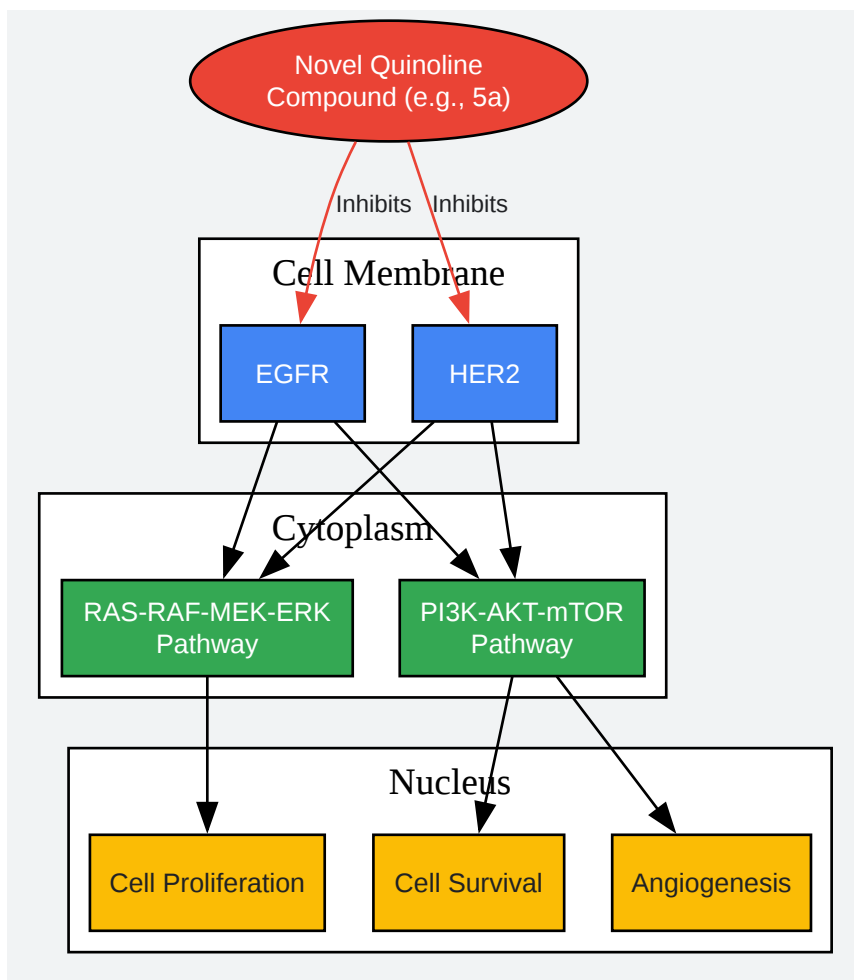 Novel Quinoline
Compound (e.g., 5a)
Inhibits
Inhibits
Cell Membrane
EGFR
HER2
Cytoplasm
RAS-RAF-MEK-ERK
Pathway
PI3K-AKT-mTOR
Pathway
Nucleus
Cell Proliferation
Cell Survival
Angiogenesis